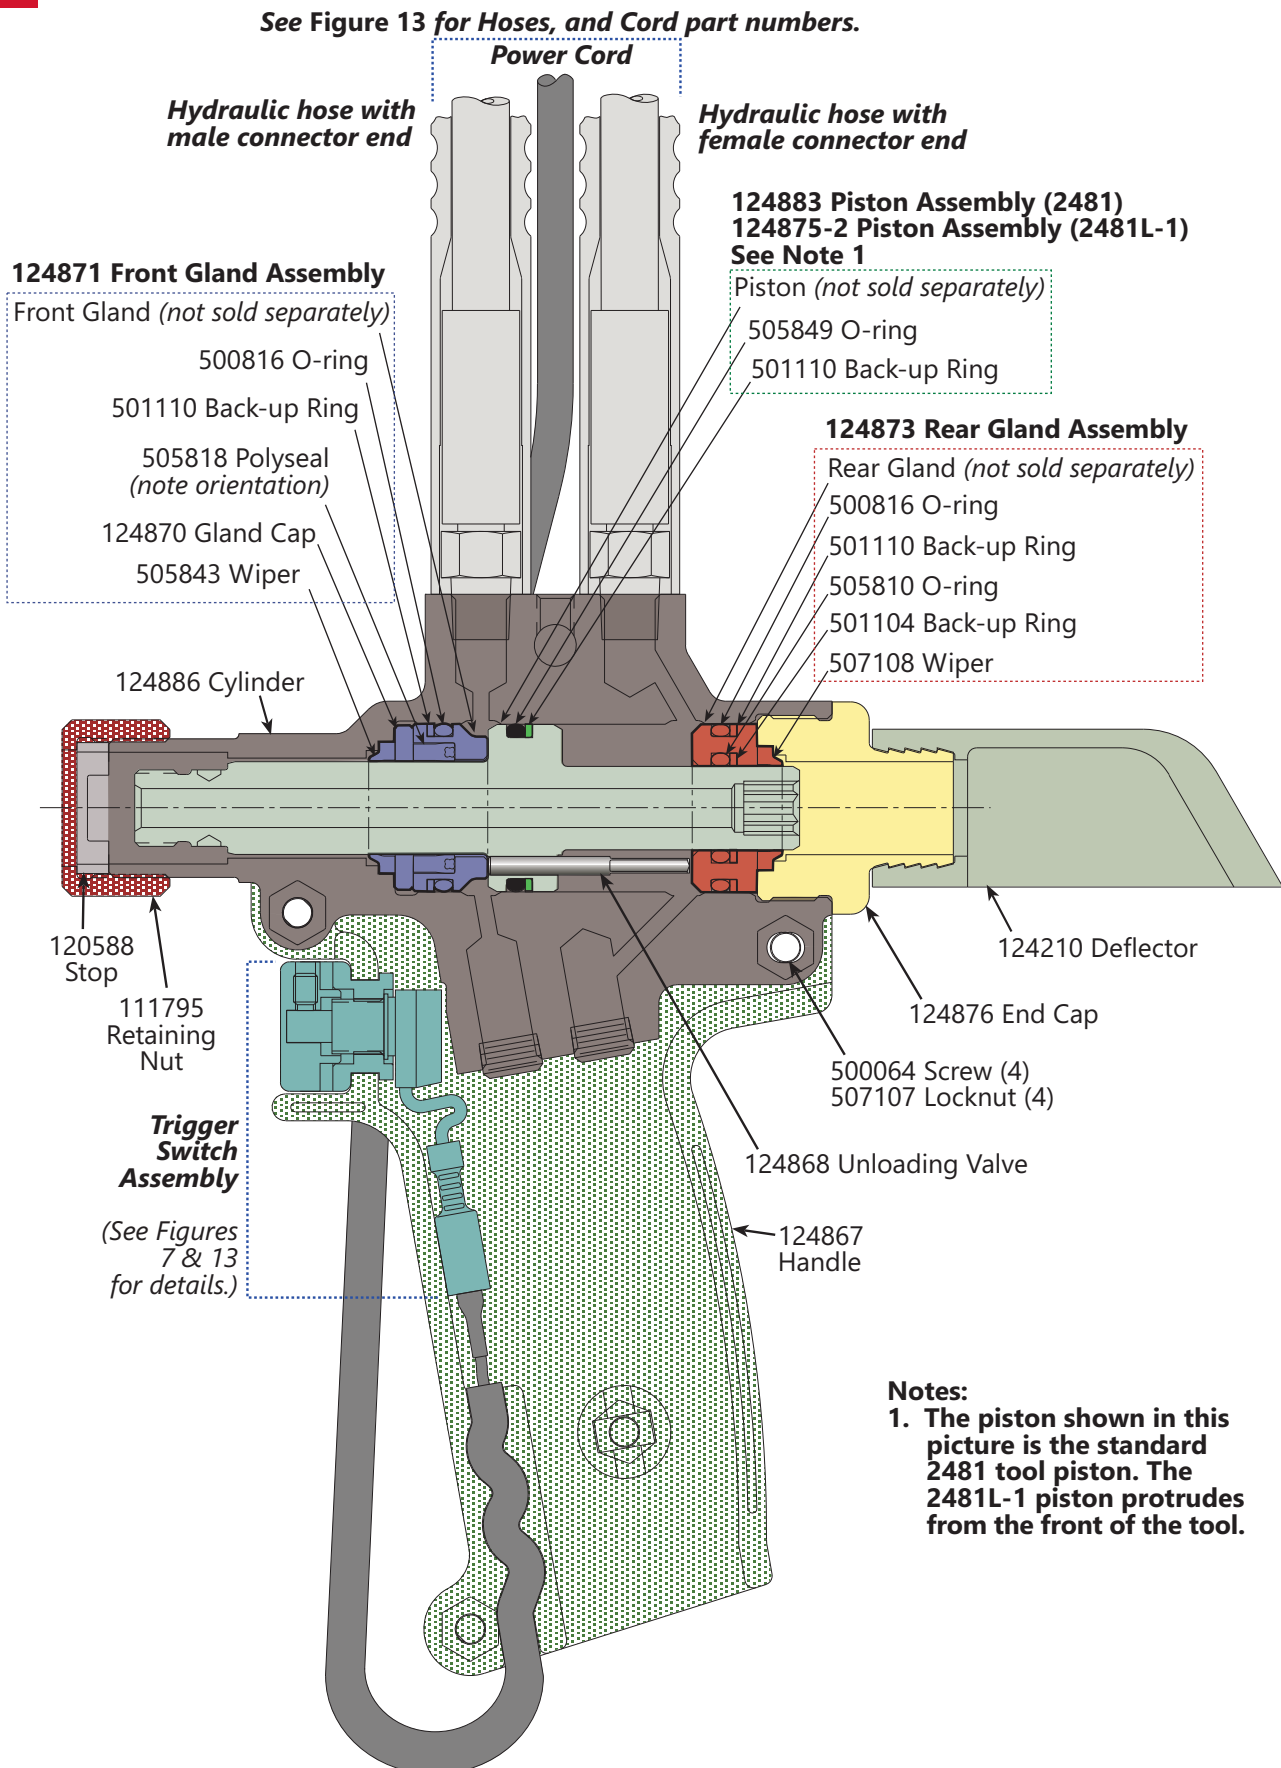 See Figure 13 for Hoses, and Cord part numbers.
Power Cord
Hydraulic hose with
male connector end
Hydraulic hose with
female connector end
124883 Piston Assembly (2481)
124875-2 Piston Assembly (2481L-1)
See Note 1
Piston (not sold separately)
505849 O-ring
501110 Back-up Ring
124871 Front Gland Assembly
Front Gland (not sold separately)
500816 O-ring
501110 Back-up Ring
505818 Polyseal
(note orientation)
124870 Gland Cap
505843 Wiper
124873 Rear Gland Assembly
Rear Gland (not sold separately)
500816 O-ring
501110 Back-up Ring
505810 O-ring
501104 Back-up Ring
507108 Wiper
124886 Cylinder
120588
Stop
111795
Retaining
Nut
124210 Deflector
124876 End Cap
500064 Screw (4)
507107 Locknut (4)
124868 Unloading Valve
Trigger
Switch
Assembly
(See Figures
7 & 13
for details.)
124867
Handle
Notes:
1. The piston shown in this
picture is the standard
2481 tool piston. The
2481L-1 piston protrudes
from the front of the tool.